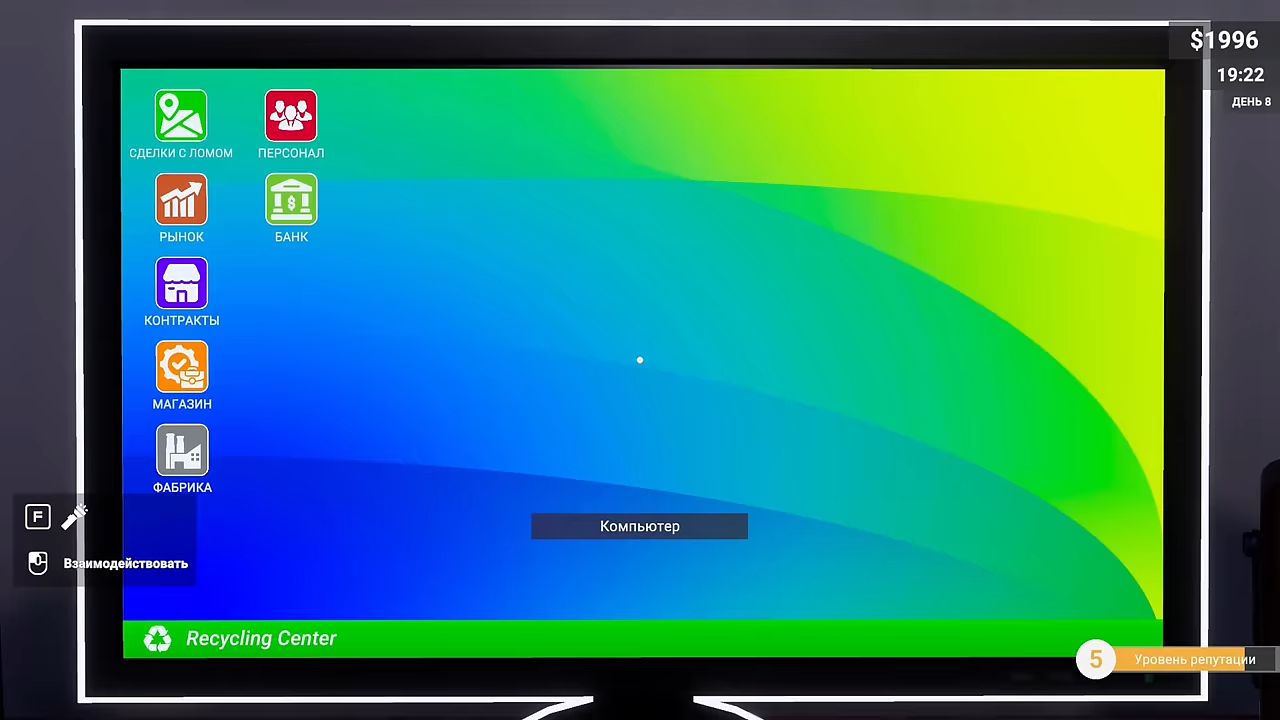 $1996
19:22
ДЕНЬ 8
СДЕЛКИ С ЛОМОМ
ПЕРСОНАЛ
РЫНОК
$
БАНК
КОНТРАКТЫ
МАГАЗИН
ФАБРИКА
F
Компьютер
Взаимодействовать
Recycling Center
5 Уровень репутации